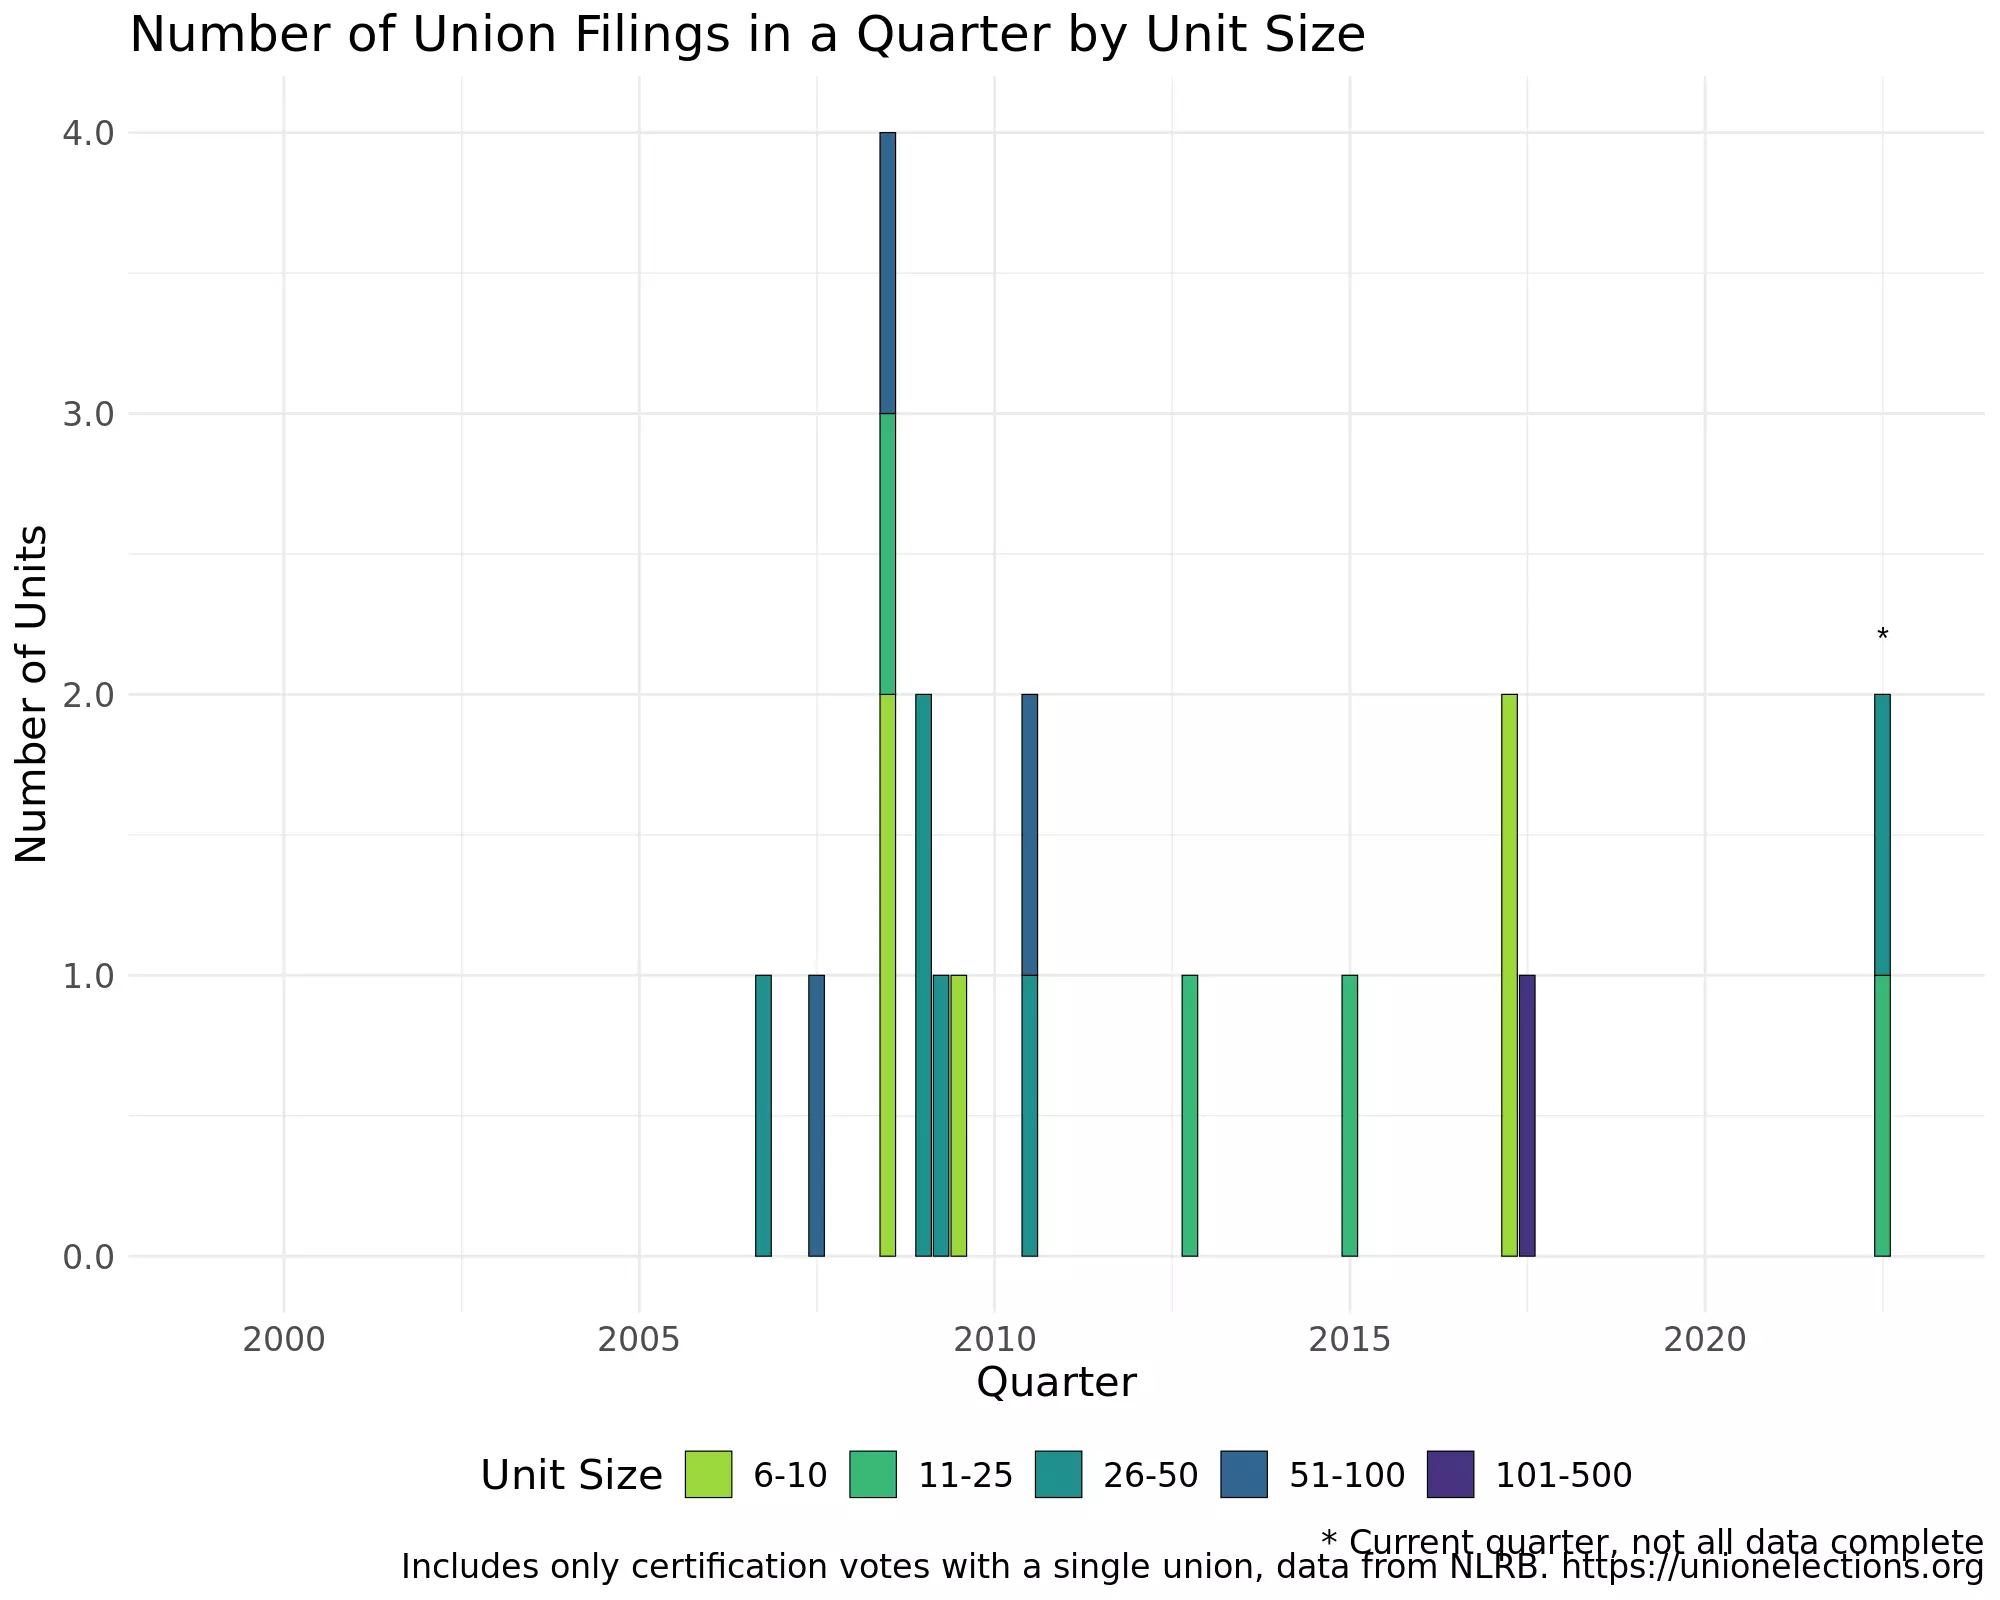 Number of Union Filings in a Quarter by Unit Size
Number of Units
4.0
3.0
2.0
1.0
0.0
*
2000 2005 2010 2015 2020
Quarter
Unit Size 6-10 11-25 26-50 51-100 101-500
* Current quarter, not all data complete
Includes only certification votes with a single union, data from NLRB. https://unionelections.org